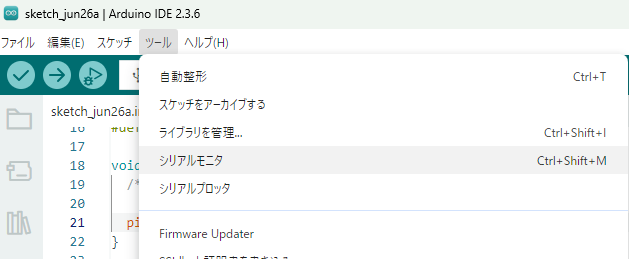 sketch_jun26a | Arduino IDE 2.3.6
ファイル 編集(E) スケッチ ツール ヘルプ(H)
自動整形 Ctrl+T
スケッチをアーカイブする
ライブラリを管理... Ctrl+Shift+I
シリアルモニタ Ctrl+Shift+M
シリアルプロッタ
Firmware Updater
sketch_jun26a.i
16 #de
17
18 void
19 /*
20
21 pi
22 }